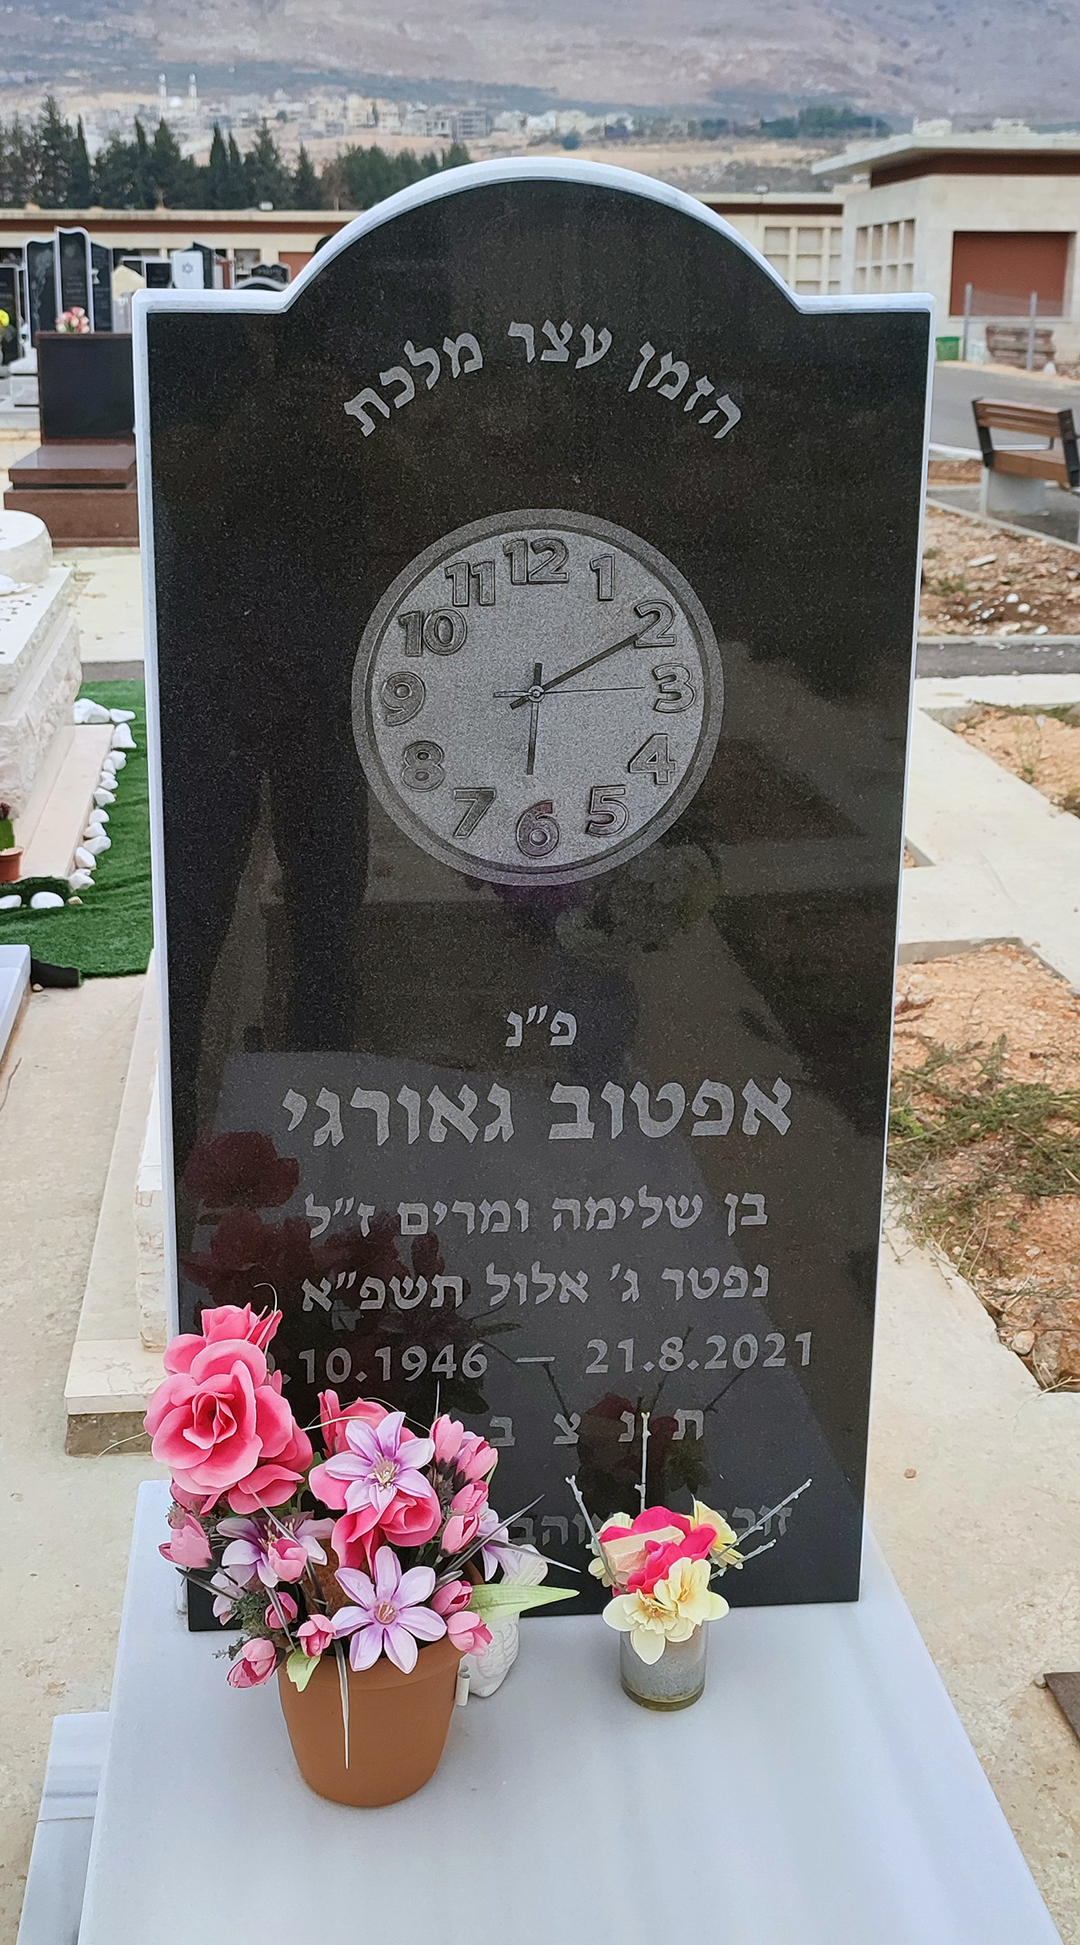 הזמן עצר מלכת
12
1
2
3
4
5
6
7
8
9
10
11
פ"נ
אפטוב גאורגי
בן שלימה ומרים ז"ל
נפטר ג' אלול תשפ"א
.10.1946 — 21.8.2021
ת נ צ ב